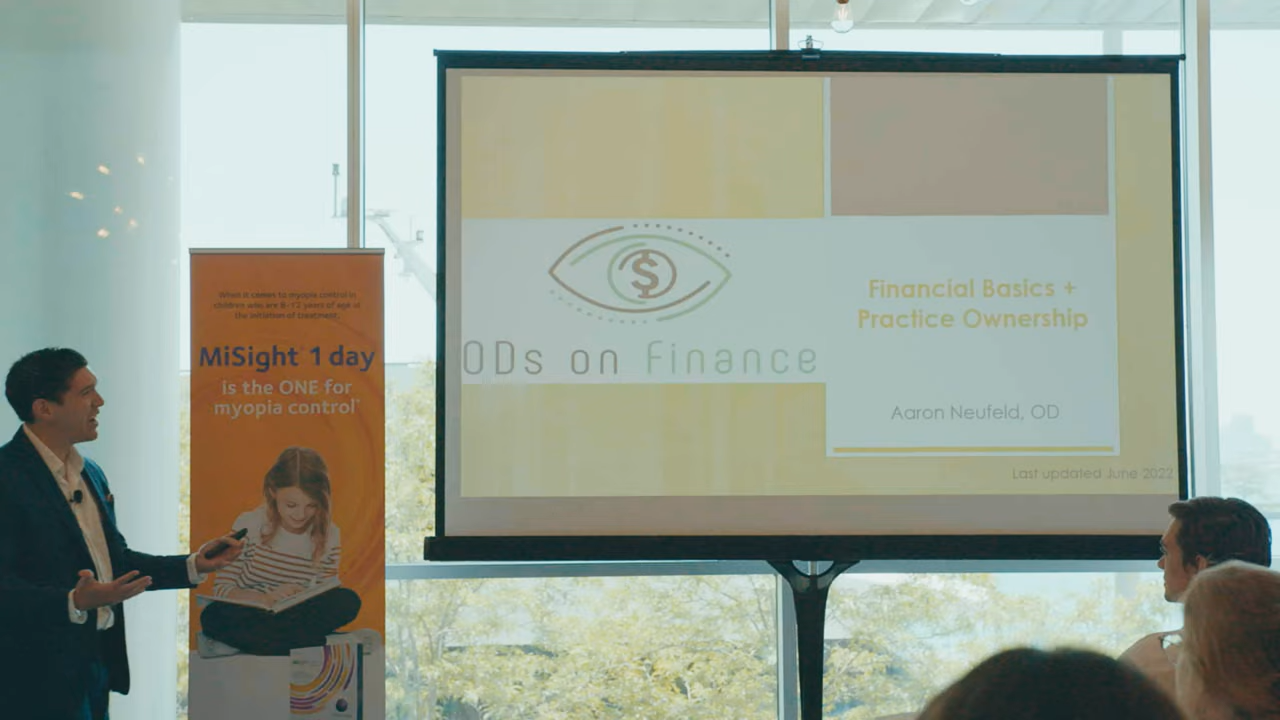 When it comes to myopia control in
children who are 8-12 years of age at
the initiation of treatment.
MiSight 1 day
is the ONE for
myopia control*
$
ODs on Finance
Financial Basics +
Practice Ownership
Aaron Neufeld, OD
Last updated June 2022